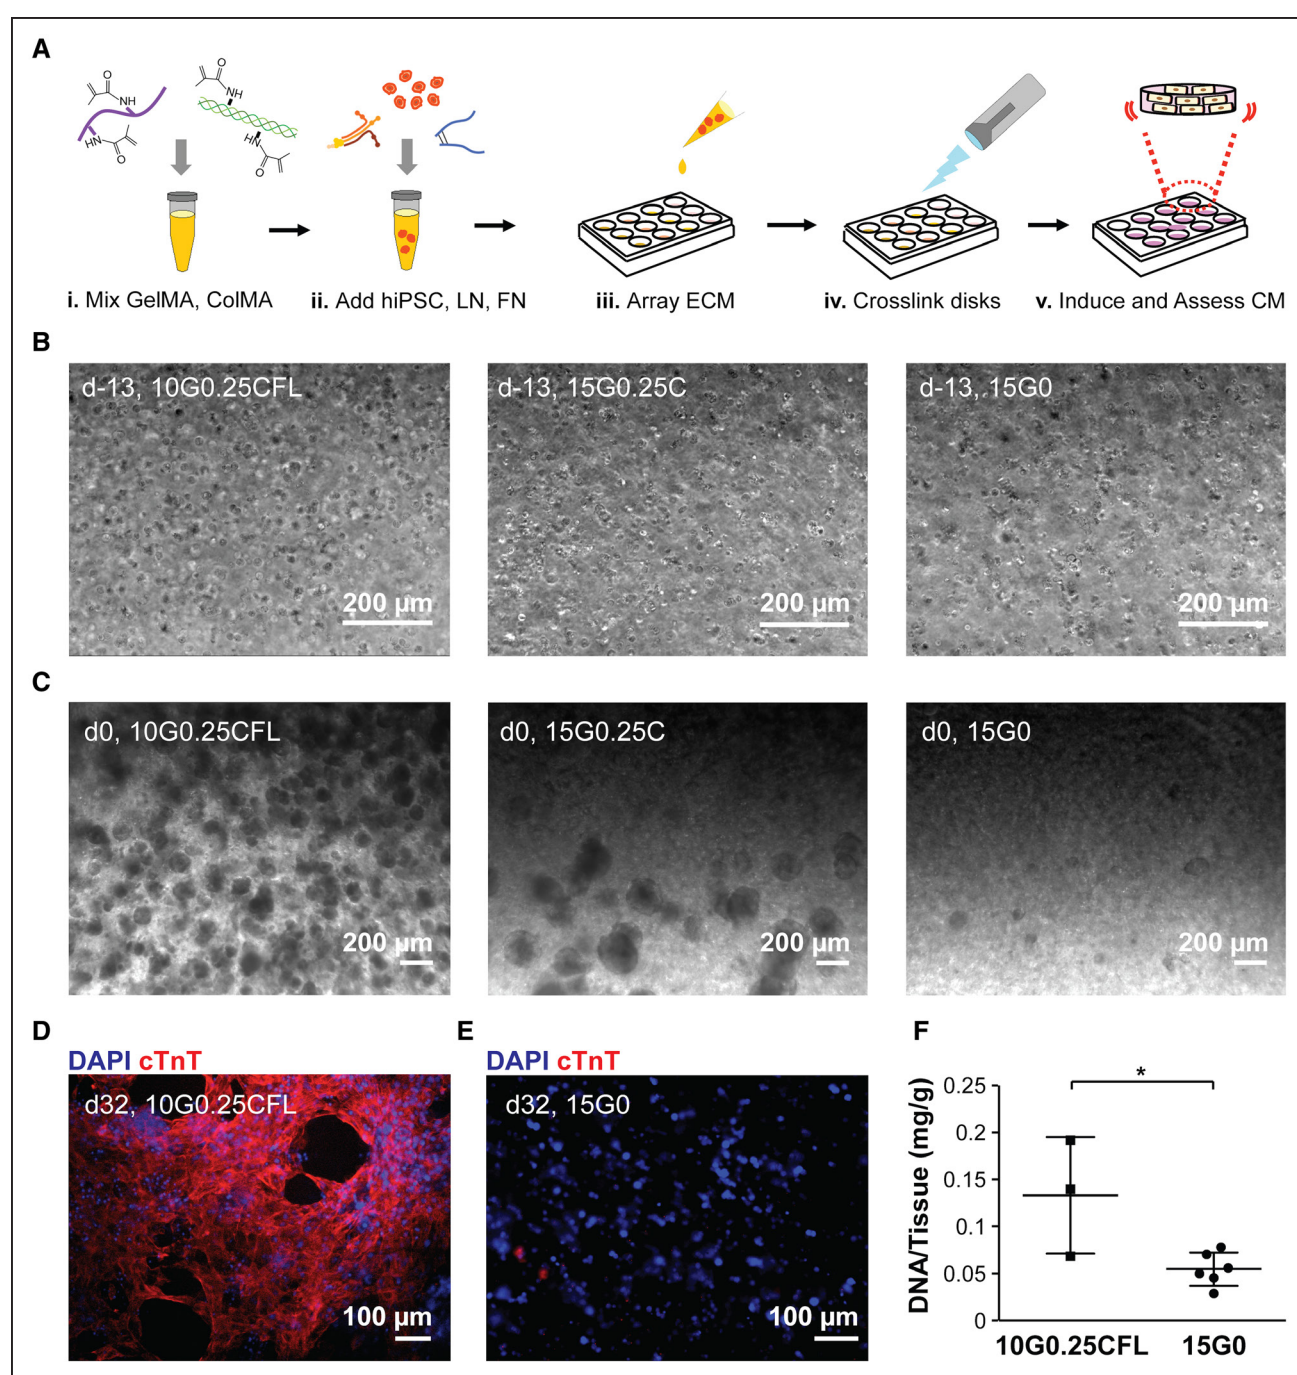 A
O
NH
HN
O
O
NH
HN
O
i. Mix GelMA, ColMA
ii. Add hiPSC, LN, FN
iii. Array ECM
iv. Crosslink disks
v. Induce and Assess CM
B
d-13, 10G0.25CFL
200 µm
d-13, 15G0.25C
200 µm
d-13, 15G0
200 µm
C
d0, 10G0.25CFL
200 µm
d0, 15G0.25C
200 µm
d0, 15G0
200 µm
D
DAPI cTnT
d32, 10G0.25CFL
100 µm
E
DAPI cTnT
d32, 15G0
100 µm
F
DNA/Tissue (mg/g)
0.25
0.2
0.15
0.1
0.05
0
*
10G0.25CFL
15G0